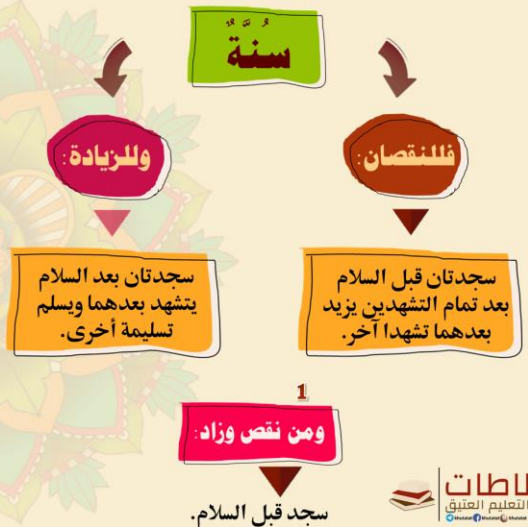 سُنَّةٌ
فللنقصان:
وللزيادة:
سجدتان قبل السلام
بعد تمام التشهدين يزيد
بعدهما تشهدا آخر.
سجدتان بعد السلام
يتشهد بعدهما ويسلم
تسليمة أخرى.
1
ومن نقص وزاد:
سجد قبل السلام.
اطات
التعليم العتيق